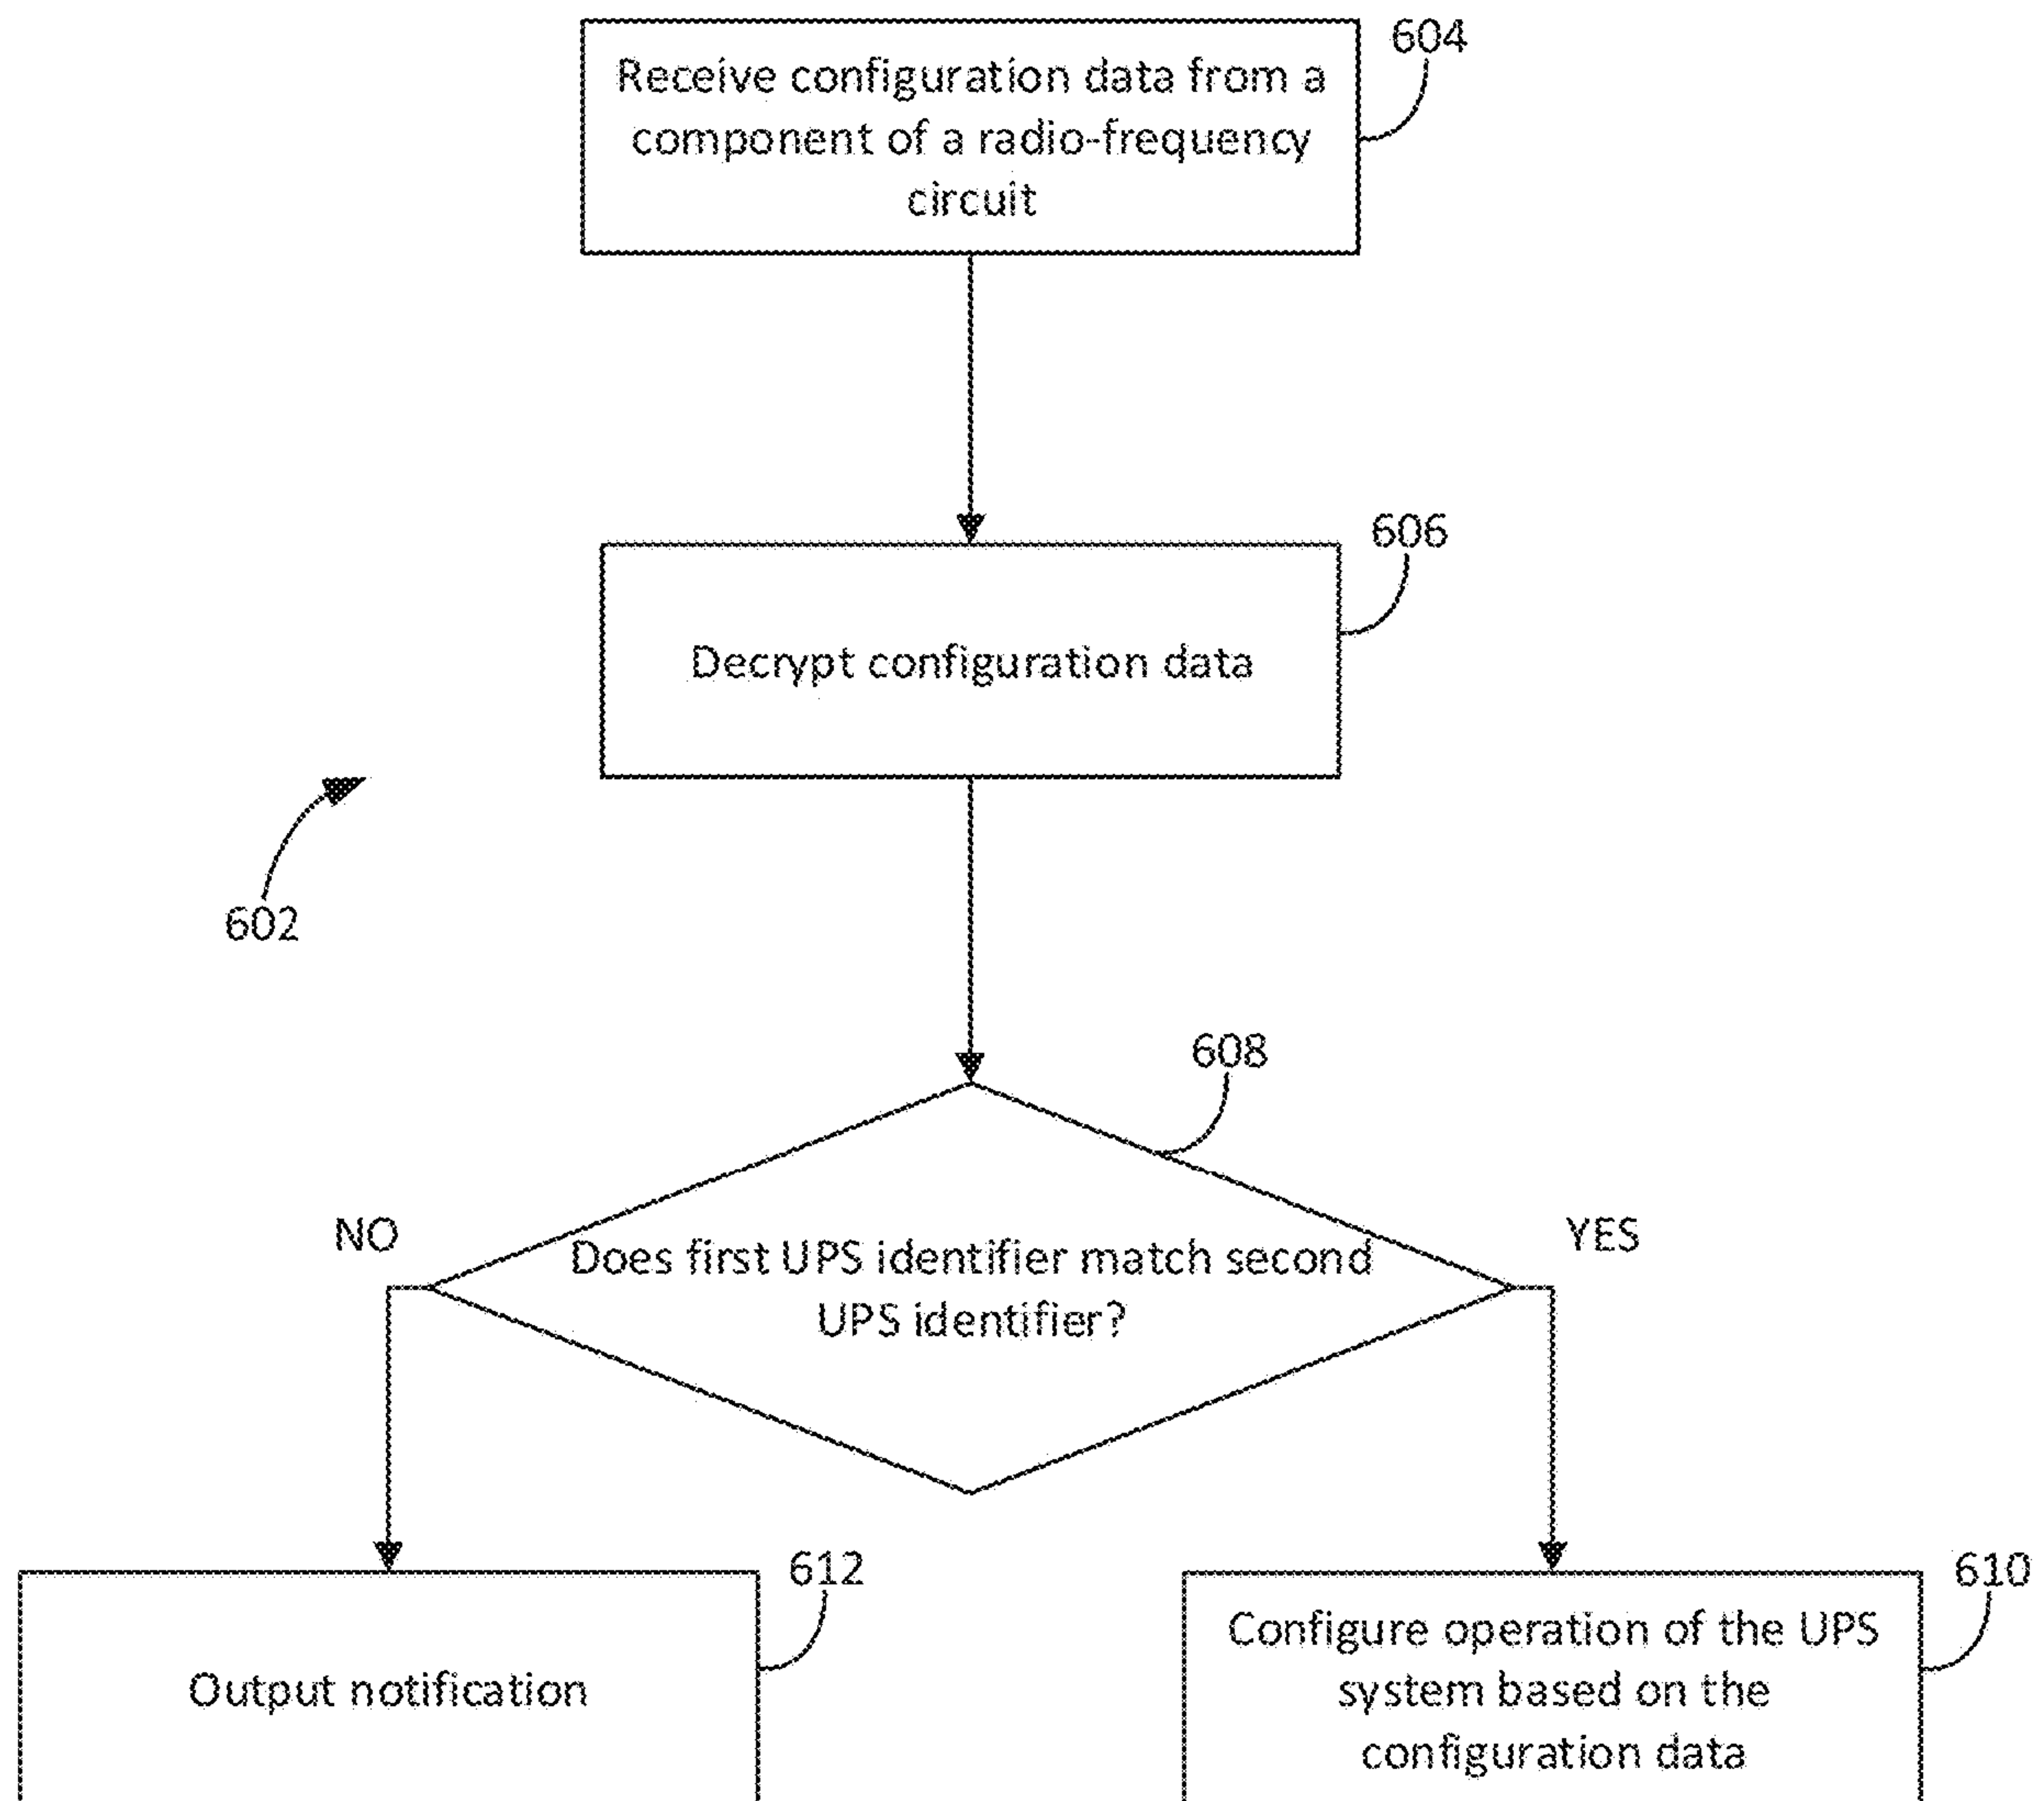 604
Receive configuration data from a
component of a radio-frequency
circuit
606
Decrypt configuration data
602
608
NO
YES
Does first UPS identifier match second
UPS identifier?
612
610
Output notification
Configure operation of the UPS
system based on the
configuration data